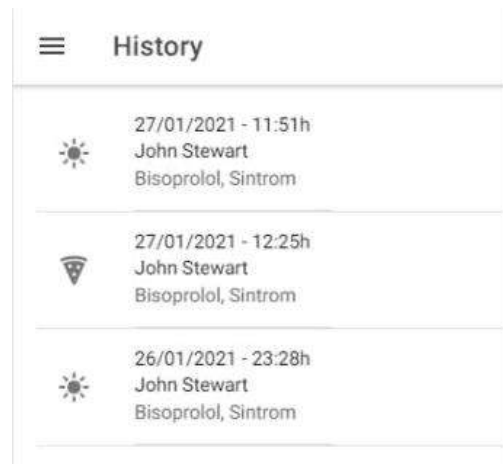 History
27/01/2021 - 11:51h
John Stewart
Bisoprolol, Sintrom
27/01/2021 - 12:25h
John Stewart
Bisoprolol, Sintrom
26/01/2021 - 23:28h
John Stewart
Bisoprolol, Sintrom